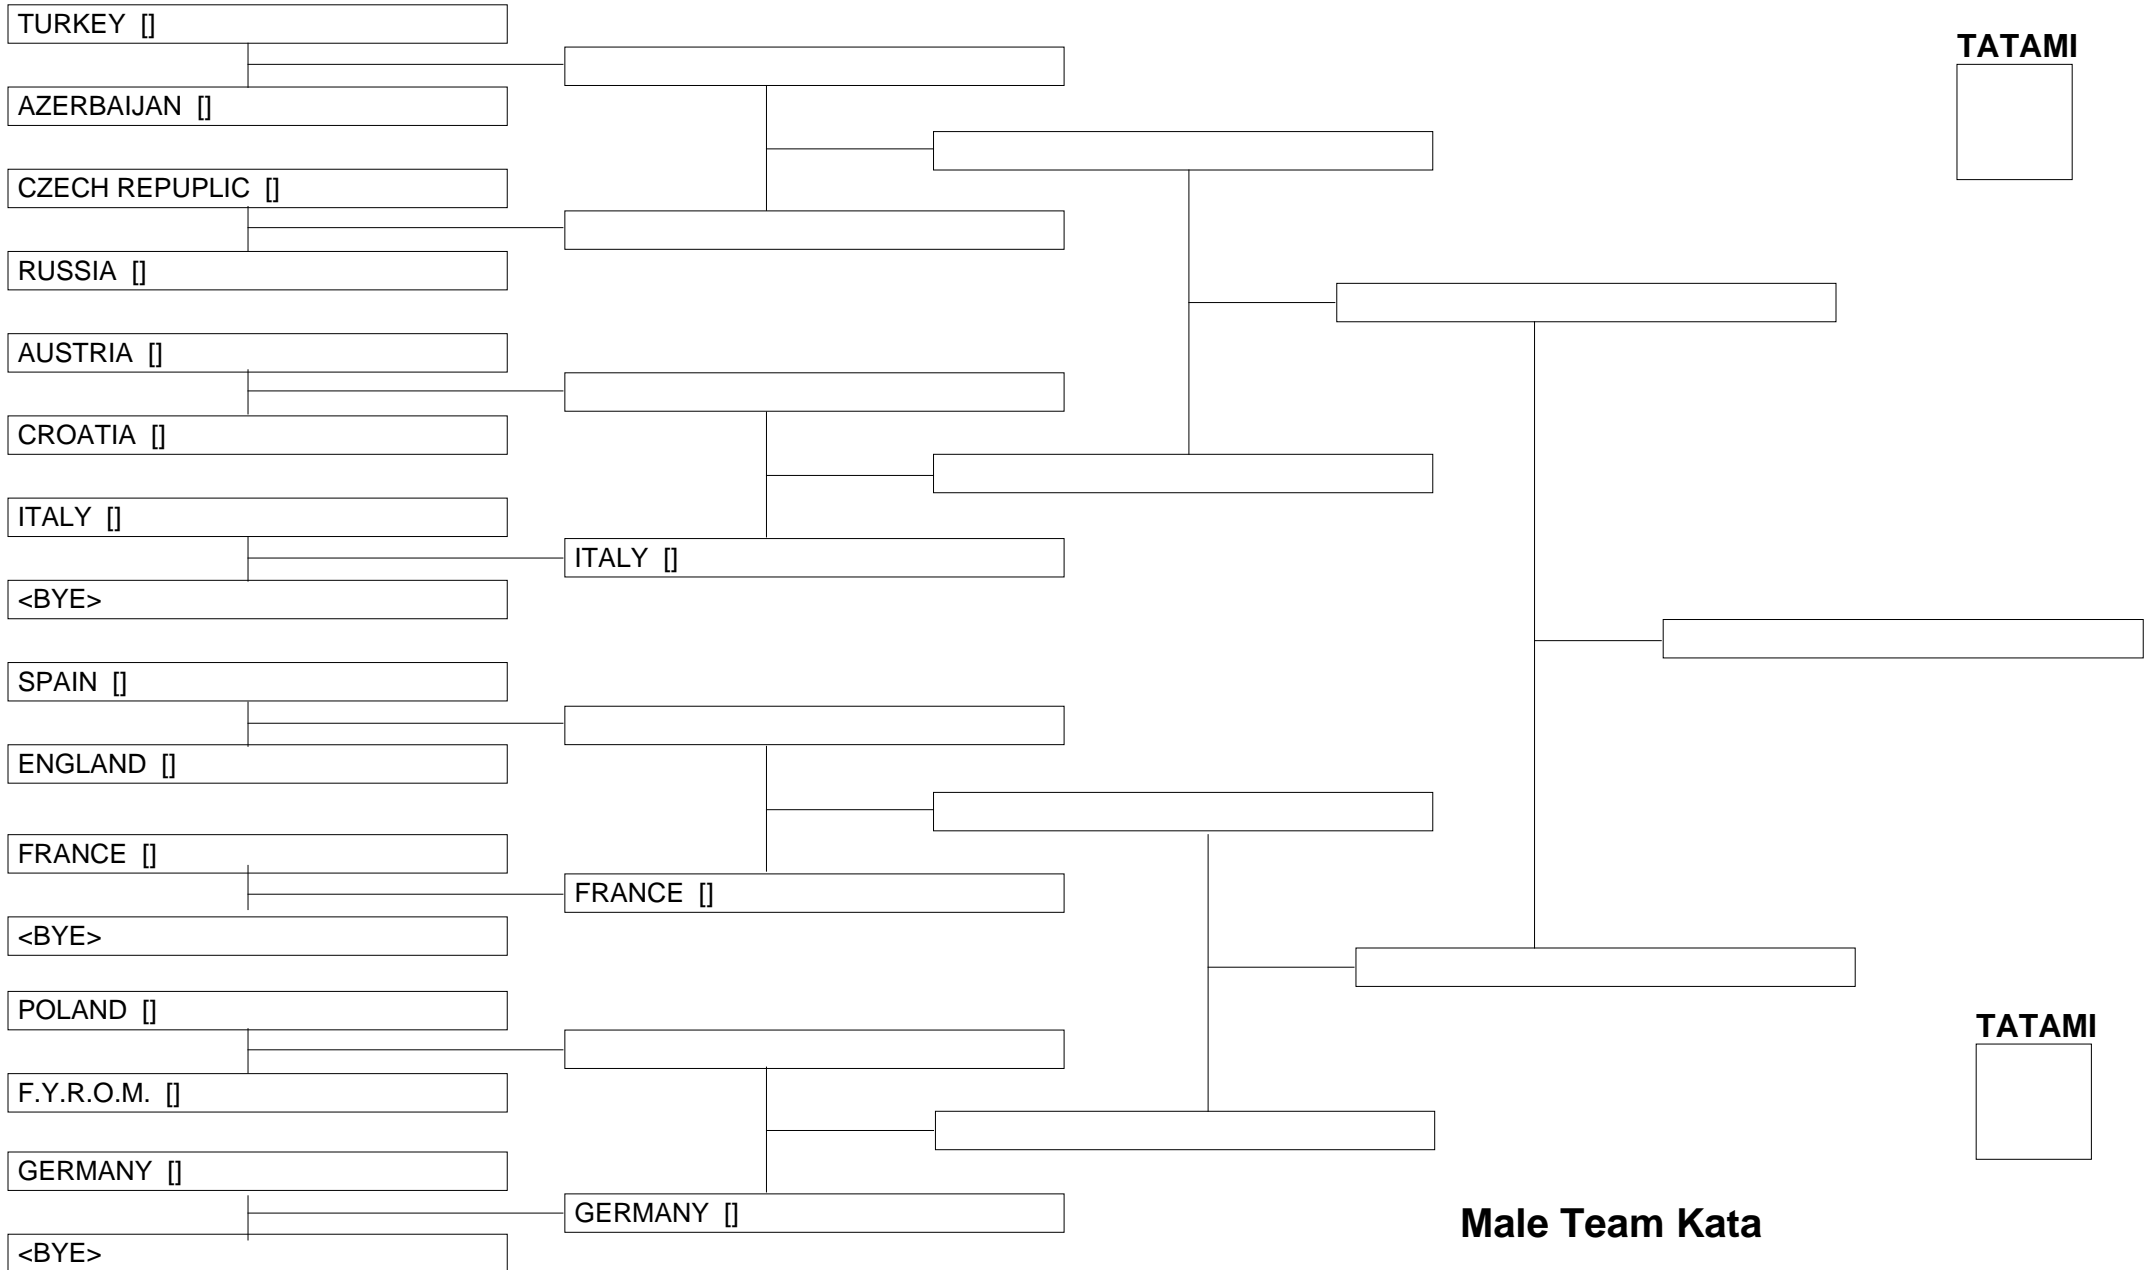 TURKEY []
AZERBAIJAN []
CZECH REPUPLIC []
RUSSIA []
AUSTRIA []
CROATIA []
ITALY []
<BYE>
SPAIN []
ENGLAND []
FRANCE []
<BYE>
POLAND []
F.Y.R.O.M. []
GERMANY []
<BYE>
ITALY []
FRANCE []
GERMANY []
TATAMI
TATAMI
Male Team Kata